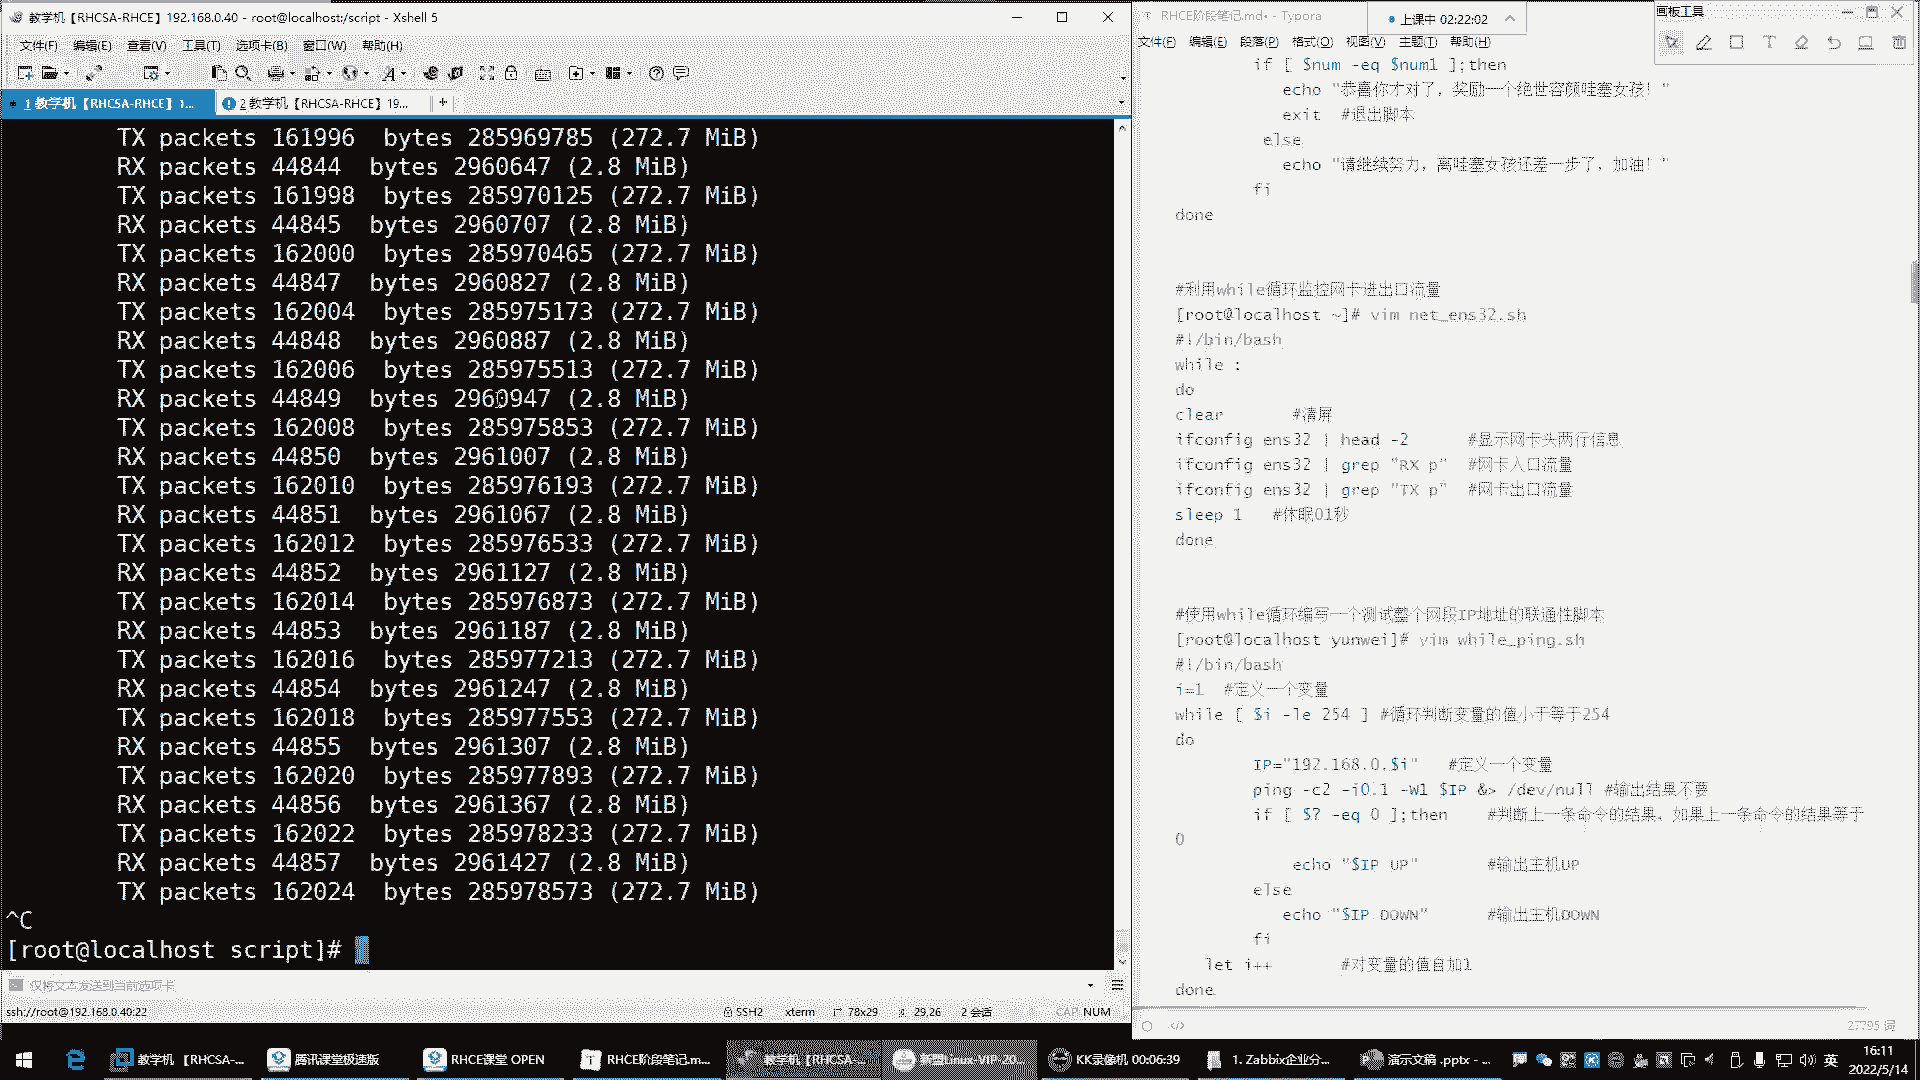 教学机【RHCSA-RHCE】192.168.0.40 - root@localhost:/script - Xshell 5
文件(F) 编辑(E) 查看(V) 工具(T) 选项卡(B) 窗口(W) 帮助(H)
1 教学机【RHCSA-RHCE】1...
2 教学机【RHCSA-RHCE】19...
TX packets 161996 bytes 285969785 (272.7 MiB)
RX packets 44844 bytes 2960647 (2.8 MiB)
TX packets 161998 bytes 285970125 (272.7 MiB)
RX packets 44845 bytes 2960707 (2.8 MiB)
TX packets 162000 bytes 285970465 (272.7 MiB)
RX packets 44847 bytes 2960827 (2.8 MiB)
TX packets 162004 bytes 285975173 (272.7 MiB)
RX packets 44848 bytes 2960887 (2.8 MiB)
TX packets 162006 bytes 285975513 (272.7 MiB)
RX packets 44849 bytes 2960947 (2.8 MiB)
TX packets 162008 bytes 285975853 (272.7 MiB)
RX packets 44850 bytes 2961007 (2.8 MiB)
TX packets 162010 bytes 285976193 (272.7 MiB)
RX packets 44851 bytes 2961067 (2.8 MiB)
TX packets 162012 bytes 285976533 (272.7 MiB)
RX packets 44852 bytes 2961127 (2.8 MiB)
TX packets 162014 bytes 285976873 (272.7 MiB)
RX packets 44853 bytes 2961187 (2.8 MiB)
TX packets 162016 bytes 285977213 (272.7 MiB)
RX packets 44854 bytes 2961247 (2.8 MiB)
TX packets 162018 bytes 285977553 (272.7 MiB)
RX packets 44855 bytes 2961307 (2.8 MiB)
TX packets 162020 bytes 285977893 (272.7 MiB)
RX packets 44856 bytes 2961367 (2.8 MiB)
TX packets 162022 bytes 285978233 (272.7 MiB)
RX packets 44857 bytes 2961427 (2.8 MiB)
TX packets 162024 bytes 285978573 (272.7 MiB)
^C
[root@localhost script]#
仅将文本发送到当前选项卡
ssh://root@192.168.0.40:22 SSH2 xterm 78x29 29,26 2 会话 CAP NUM
RHCE阶段笔记.md• - Typora
上课中 02:22:02
画板工具
文件(F) 编辑(E) 段落(P) 格式(O) 视图(V) 主题(T) 帮助(H)
if [ $num -eq $num1 ];then
echo "恭喜你才对了，奖励一个绝世容颜哇塞女孩！"
exit #退出脚本
else
echo "请继续努力，离哇塞女孩还差一步了，加油！"
fi
done
#利用while循环监控网卡进出口流量
[root@localhost ~]# vim net_ens32.sh
#!/bin/bash
while :
do
clear #清屏
ifconfig ens32 | head -2 #显示网卡头两行信息
ifconfig ens32 | grep "RX p" #网卡入口流量
ifconfig ens32 | grep "TX p" #网卡出口流量
sleep 1 #休眠01秒
done
#使用while循环编写一个测试整个网段IP地址的联通性脚本
[root@localhost yunwei]# vim while_ping.sh
#!/bin/bash
i=1 #定义一个变量
while [ $i -le 254 ] #循环判断变量的值小于等于254
do
IP="192.168.0.$i" #定义一个变量
ping -c2 -i0.1 -W1 $IP &> /dev/null #输出结果不要
if [ $? -eq 0 ];then #判断上一条命令的结果，如果上一条命令的结果等于
0
echo "$IP UP" #输出主机UP
else
echo "$IP DOWN" #输出主机DOWN
fi
let i++ #对变量的值自加1
done
27795 词
教学机 【RHCSA-...
腾讯课堂极速版
RHCE课堂 OPEN
RHCE阶段笔记.m...
教学机【RHCSA-...
新盟Linux-VIP-20...
KK录像机 00:06:39
1. Zabbix企业分...
演示文稿 .pptx - ...
英
16:11
2022/5/14